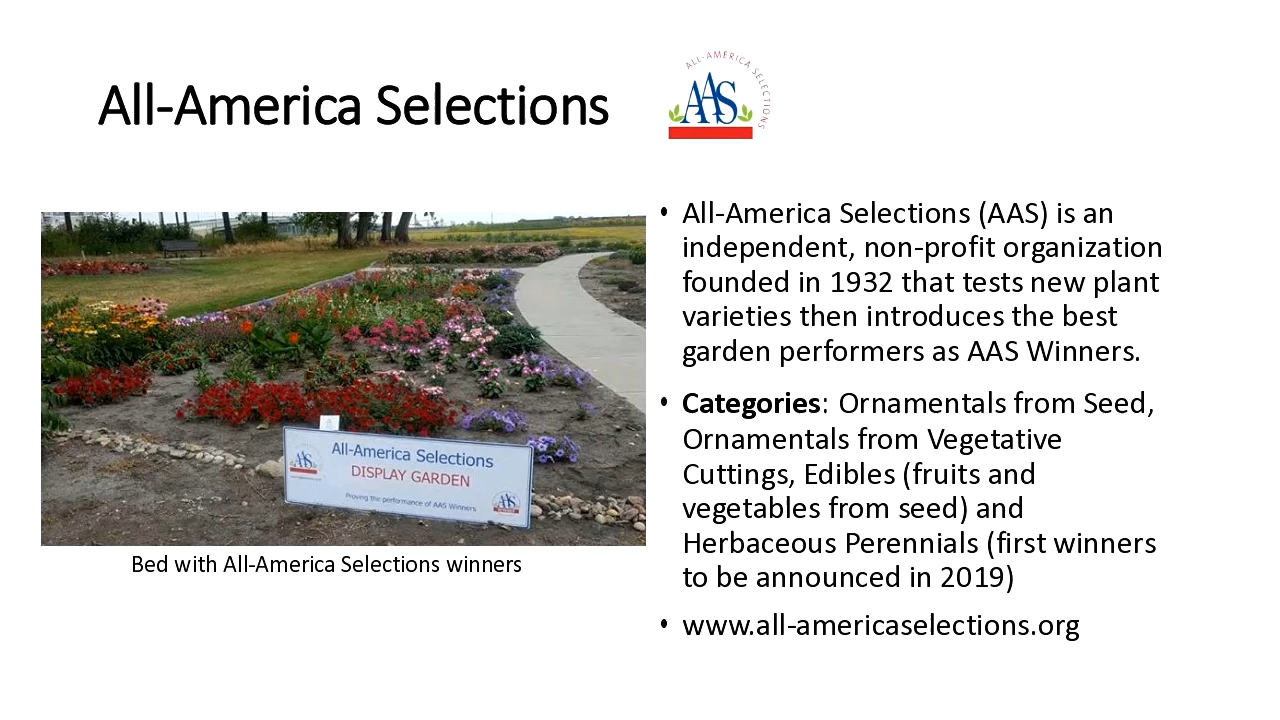 All-America Selections
ALL-AMERICA SELECTIONS
AAS
• All-America Selections (AAS) is an
independent, non-profit organization
founded in 1932 that tests new plant
varieties then introduces the best
garden performers as AAS Winners.
• Categories: Ornamentals from Seed,
Ornamentals from Vegetative
Cuttings, Edibles (fruits and
vegetables from seed) and
Herbaceous Perennials (first winners
to be announced in 2019)
• www.all-americaselections.org
All-America Selections
DISPLAY GARDEN
Proving the performance of AAS Winners
AAS
AAS
Bed with All-America Selections winners